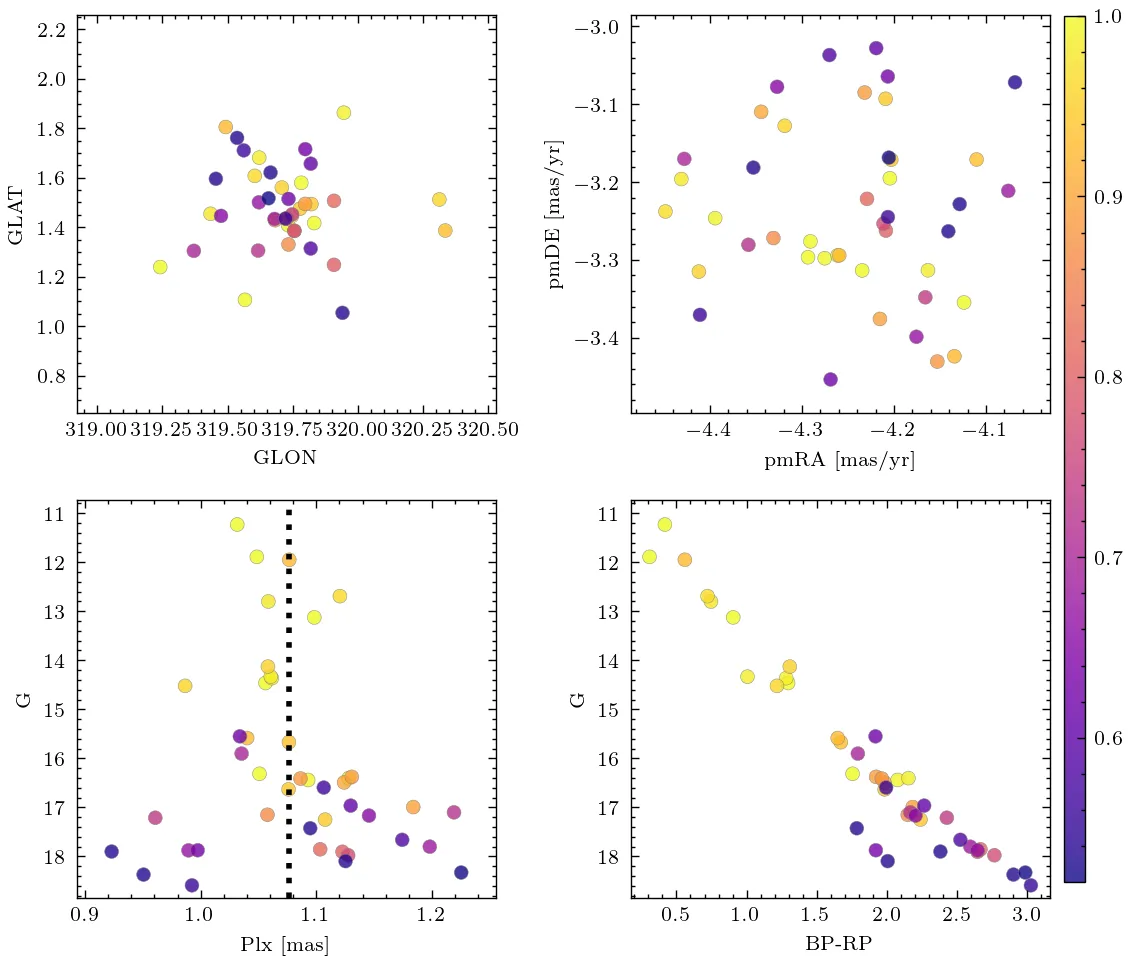 2.2
2.0
1.8
1.6
1.4
1.2
1.0
0.8
GLAT
319.00 319.25 319.50 319.75 320.00 320.25 320.50
GLON
−3.0
−3.1
−3.2
−3.3
−3.4
pmDE [mas/yr]
−4.4 −4.3 −4.2 −4.1
pmRA [mas/yr]
11
12
13
14
15
16
17
18
G
0.9 1.0 1.1 1.2
Plx [mas]
11
12
13
14
15
16
17
18
G
0.5 1.0 1.5 2.0 2.5 3.0
BP-RP
1.0
0.9
0.8
0.7
0.6